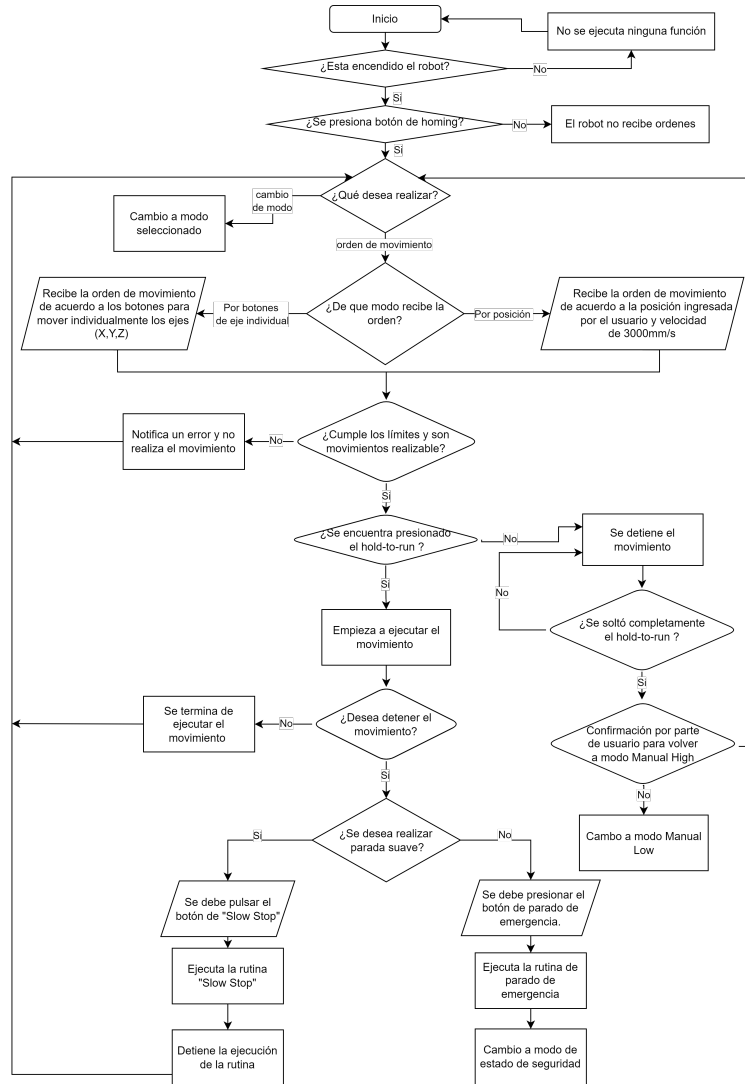 Inicio
No se ejecuta ninguna función
¿Esta encendido el robot?
No
Si
¿Se presiona botón de homing?
No
El robot no recibe ordenes
Si
cambio
de modo
¿Qué desea realizar?
Cambio a modo
seleccionado
orden de movimiento
Recibe la orden de movimiento
de acuerdo a los botones para
mover individualmente los ejes
(X,Y,Z)
Por botones
de eje individual
¿De que modo recibe la
orden?
Por posición
Recibe la orden de movimiento
de acuerdo a la posición ingresada
por el usuario y velocidad
de 3000mm/s
Notifica un error y no
realiza el movimiento
No
¿Cumple los límites y son
movimientos realizable?
Si
¿Se encuentra presionado
el hold-to-run ?
No
Se detiene el
movimiento
Si
No
Empieza a ejecutar el
movimiento
¿Se soltó completamente
el hold-to-run ?
Si
Se termina de
ejecutar el
movimiento
No
¿Desea detener el
movimiento?
Confirmación por parte
de usuario para volver
a modo Manual High
Si
No
Cambo a modo Manual
Low
Si
¿Se desea realizar
parada suave?
No
Se debe pulsar el
botón de "Slow Stop"
Se debe presionar el
botón de parado de
emergencia.
Ejecuta la rutina
"Slow Stop"
Ejecuta la rutina de
parado de
emergencia
Detiene la ejecución
de la rutina
Cambio a modo de
estado de seguridad